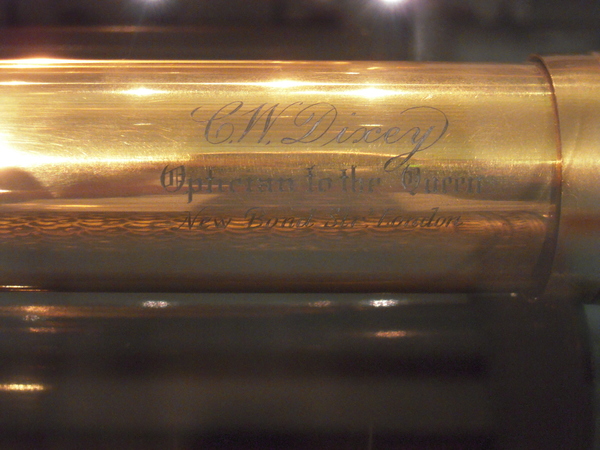 C.W. Dixey
Optician to the Queen
New Bond St. London